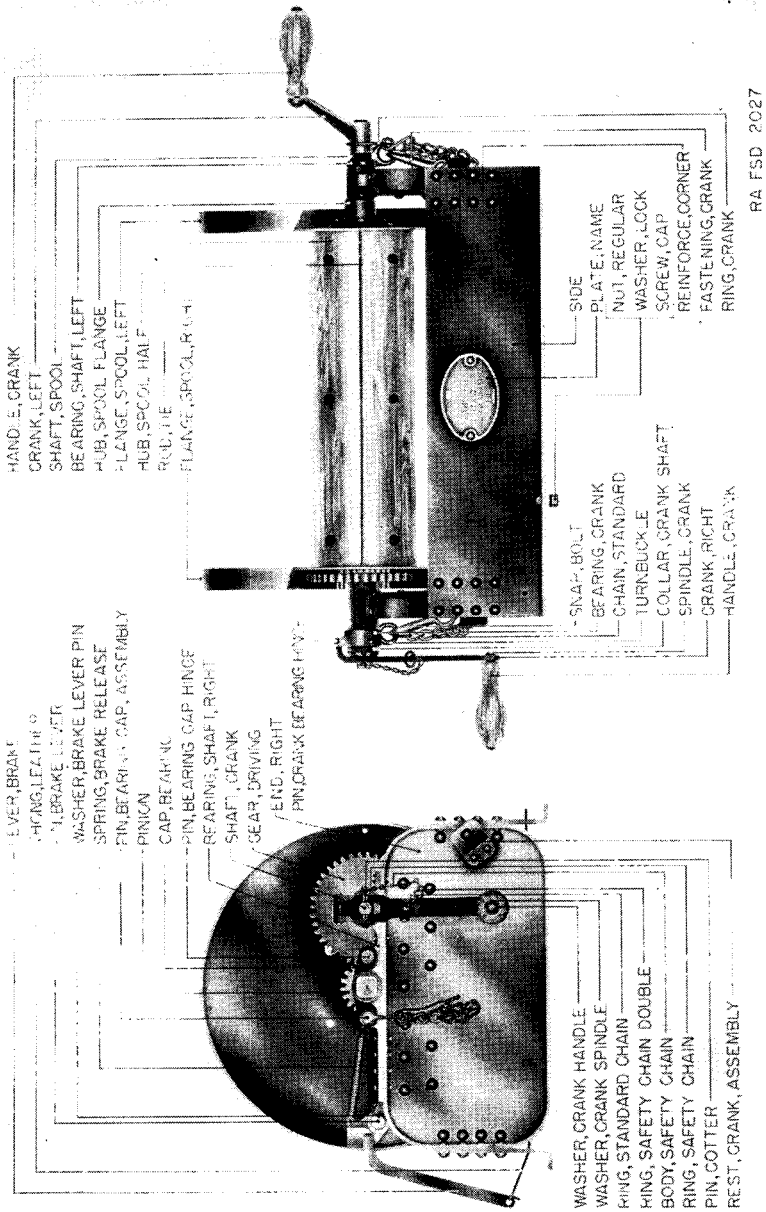 LEVER,BRAKE
THONG,LEATHER
PIN,BRAKE LEVER
WASHER,BRAKE LEVER PIN
SPRING,BRAKE RELEASE
PIN,BEARING CAP, ASSEMBLY
PINION
CAP,BEARING
PIN,BEARING CAP HINGE
BEARING,SHAFT,RIGHT
SHAFT,CRANK
GEAR,DRIVING
END,RIGHT
PIN,CRANK BEARING HINGE
HANDLE,CRANK
CRANK,LEFT
SHAFT,SPOOL
BEARING,SHAFT,LEFT
HUB,SPOOL FLANGE
FLANGE,SPOOL,LEFT
HUB,SPOOL HALF
ROD,TIE
FLANGE,SPOOL,RIGHT
WASHER,CRANK HANDLE
WASHER,CRANK SPINDLE
RING,STANDARD CHAIN
RING, SAFETY CHAIN DOUBLE
BODY,SAFETY CHAIN
RING, SAFETY CHAIN
PIN,COTTER
REST,CRANK,ASSEMBLY
SNAP,BOLT
BEARING,CRANK
CHAIN,STANDARD
TURNBUCKLE
COLLAR,CRANK SHAFT
SPINDLE,CRANK
CRANK,RIGHT
HANDLE,CRANK
SIDE
PLATE,NAME
NUT,REGULAR
WASHER,LOCK
SCREW,CAP
REINFORCE,CORNER
FASTENING,CRANK
RING,CRANK
RA FSD 2027